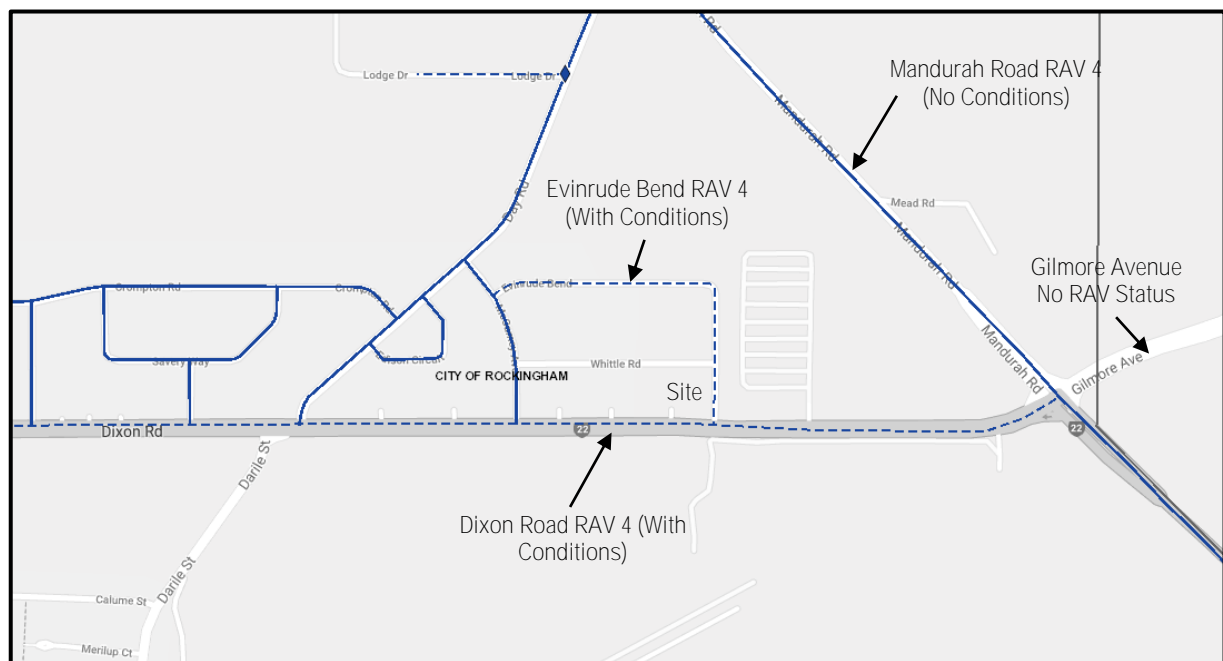 Rd
Lodge Dr
Lodge Dr
Mandurah Road RAV 4
(No Conditions)
Mandurah Rd
Day Rd
Evinrude Bend RAV 4
(With Conditions)
Mead Rd
Mandurah Rd
Gilmore Avenue
No RAV Status
Crompton Rd
Evinrude Bend
Mandurah Rd
Gilmore Ave
Savery Way
Whittle Rd
CITY OF ROCKINGHAM
Site
Dixon Rd
22
22
Darile St
Dixon Road RAV 4 (With
Conditions)
Darile St
Calume St
Merilup Ct